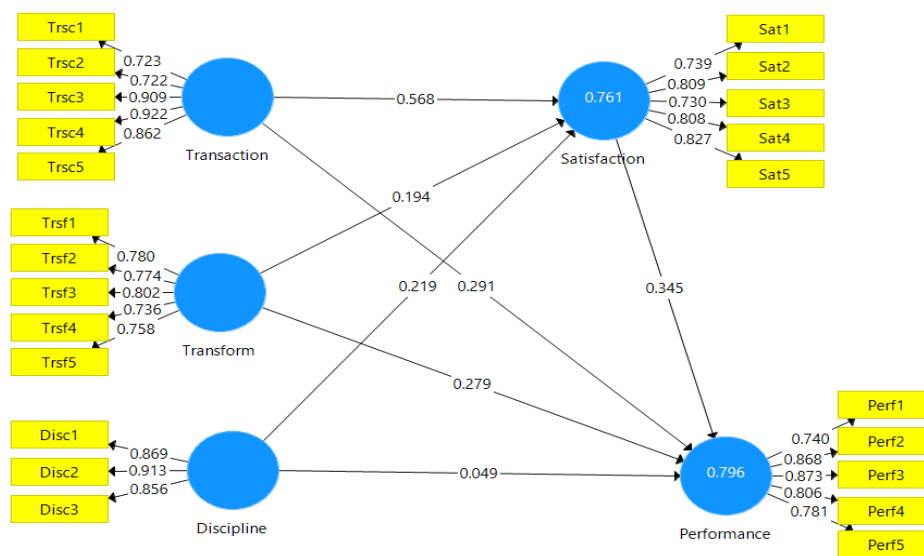 Trsc1
Trsc2
Trsc3
Trsc4
Trsc5
0.723
0.722
0.909
0.922
0.862
Transaction
0.568
0.761
Satisfaction
0.739
0.809
0.730
0.808
0.827
Sat1
Sat2
Sat3
Sat4
Sat5
Trsf1
Trsf2
Trsf3
Trsf4
Trsf5
0.780
0.774
0.802
0.736
0.758
Transform
0.194
0.219
0.291
0.345
0.279
Disc1
Disc2
Disc3
0.869
0.913
0.856
Discipline
0.049
0.796
Performance
0.740
0.868
0.873
0.806
0.781
Perf1
Perf2
Perf3
Perf4
Perf5